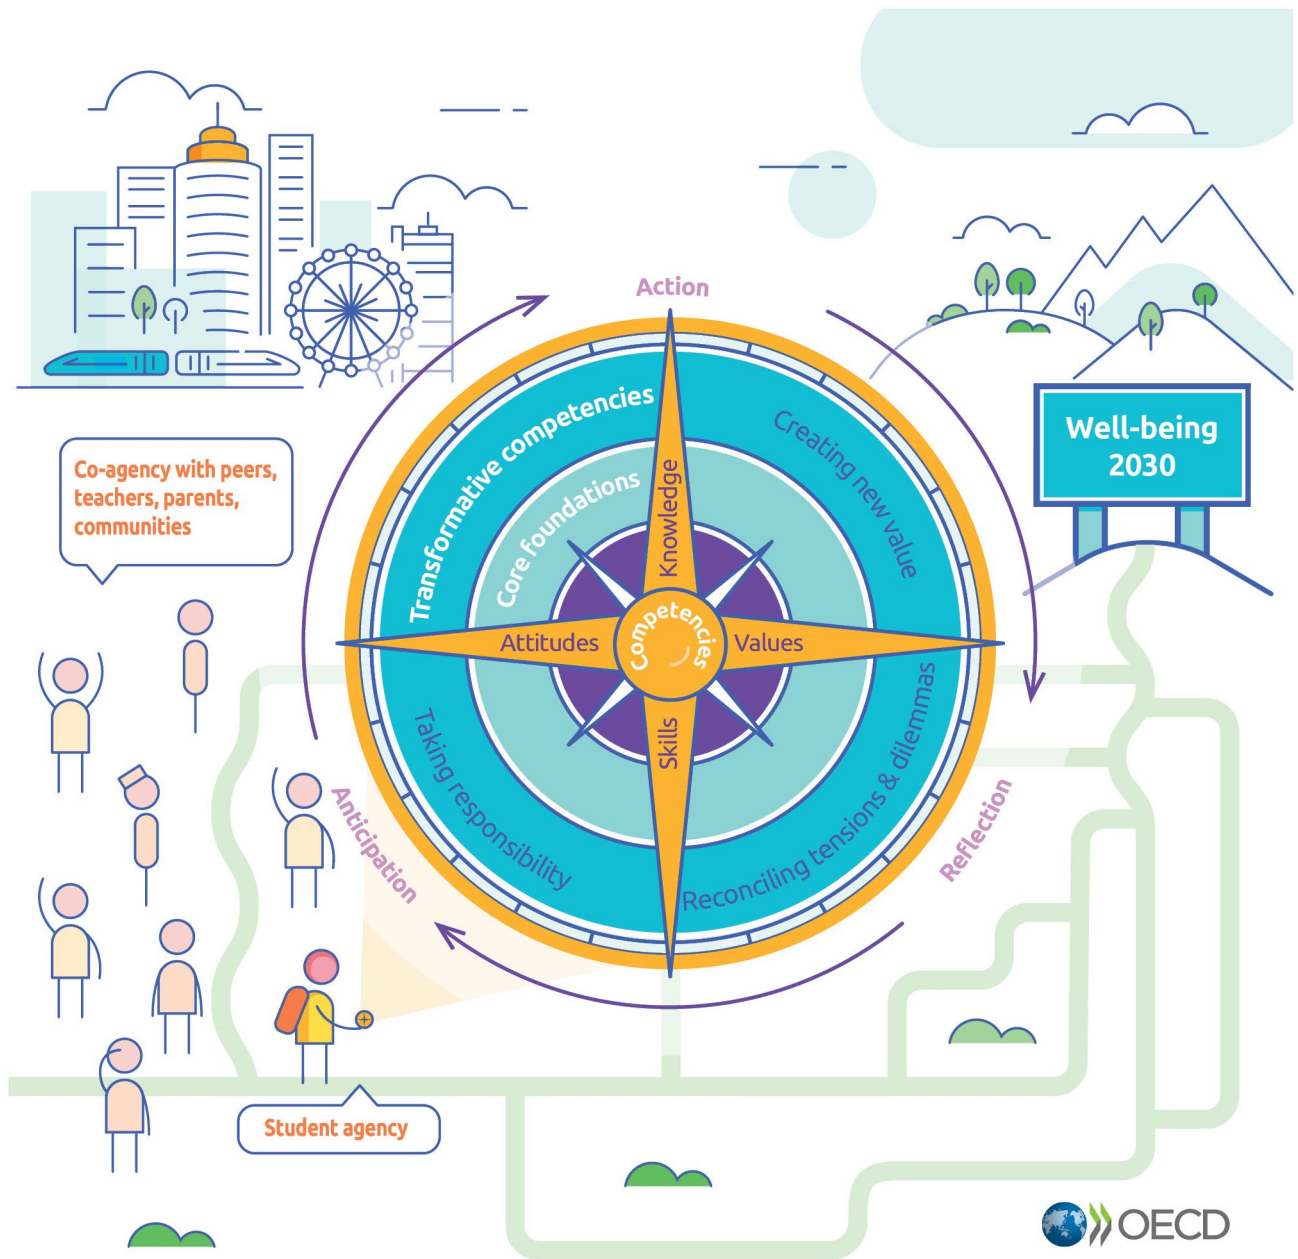 Action
Transformative competencies
Creating new value
Core foundations
Knowledge
Well-being
2030
Co-agency with peers,
teachers, parents,
communities
Attitudes
Competencies
Values
Skills
Taking responsibility
Reconciling tensions & dilemmas
Anticipation
Reflection
Student agency
OECD